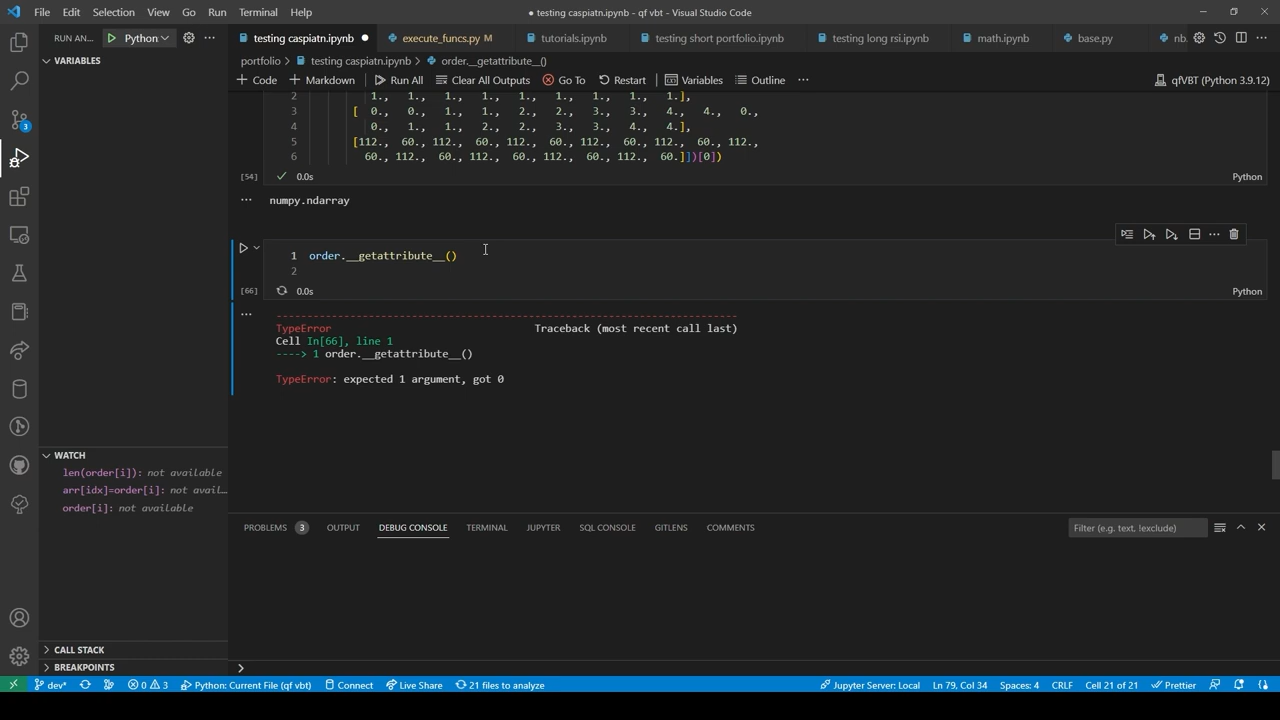 File Edit Selection View Go Run Terminal Help
● testing caspiatn.ipynb - qf vbt - Visual Studio Code
RUN AN... Python
testing caspiatn.ipynb execute_funcs.py M tutorials.ipynb testing short portfolio.ipynb testing long rsi.ipynb math.ipynb base.py nb.
VARIABLES
portfolio > testing caspiatn.ipynb > order.__getattribute__()
+ Code + Markdown Run All Clear All Outputs Go To Restart Variables Outline ... qfVBT (Python 3.9.12)
2 1., 1., 1., 1., 1., 1., 1., 1., 1.],
3 [ 0., 0., 1., 1., 2., 2., 3., 3., 4., 4., 0.,
4 0., 1., 1., 2., 2., 3., 3., 4., 4.],
5 [112., 60., 112., 60., 112., 60., 112., 60., 112., 60., 112.,
6 60., 112., 60., 112., 60., 112., 60., 112., 60.]])[0])
[54] 0.0s Python
... numpy.ndarray
1 order.__getattribute__()
2
[66] 0.0s Python
... ---------------------------------------------------------------------------
TypeError Traceback (most recent call last)
Cell In[66], line 1
----> 1 order.__getattribute__()
TypeError: expected 1 argument, got 0
WATCH
len(order[i]): not available
arr[idx]=order[i]: not avail...
order[i]: not available
PROBLEMS 3 OUTPUT DEBUG CONSOLE TERMINAL JUPYTER SQL CONSOLE GITLENS COMMENTS Filter (e.g. text, !exclude)
CALL STACK
BREAKPOINTS
3
>
dev* 0 3 Python: Current File (qf vbt) Connect Live Share 21 files to analyze Jupyter Server: Local Ln 79, Col 34 Spaces: 4 CRLF Cell 21 of 21 Prettier